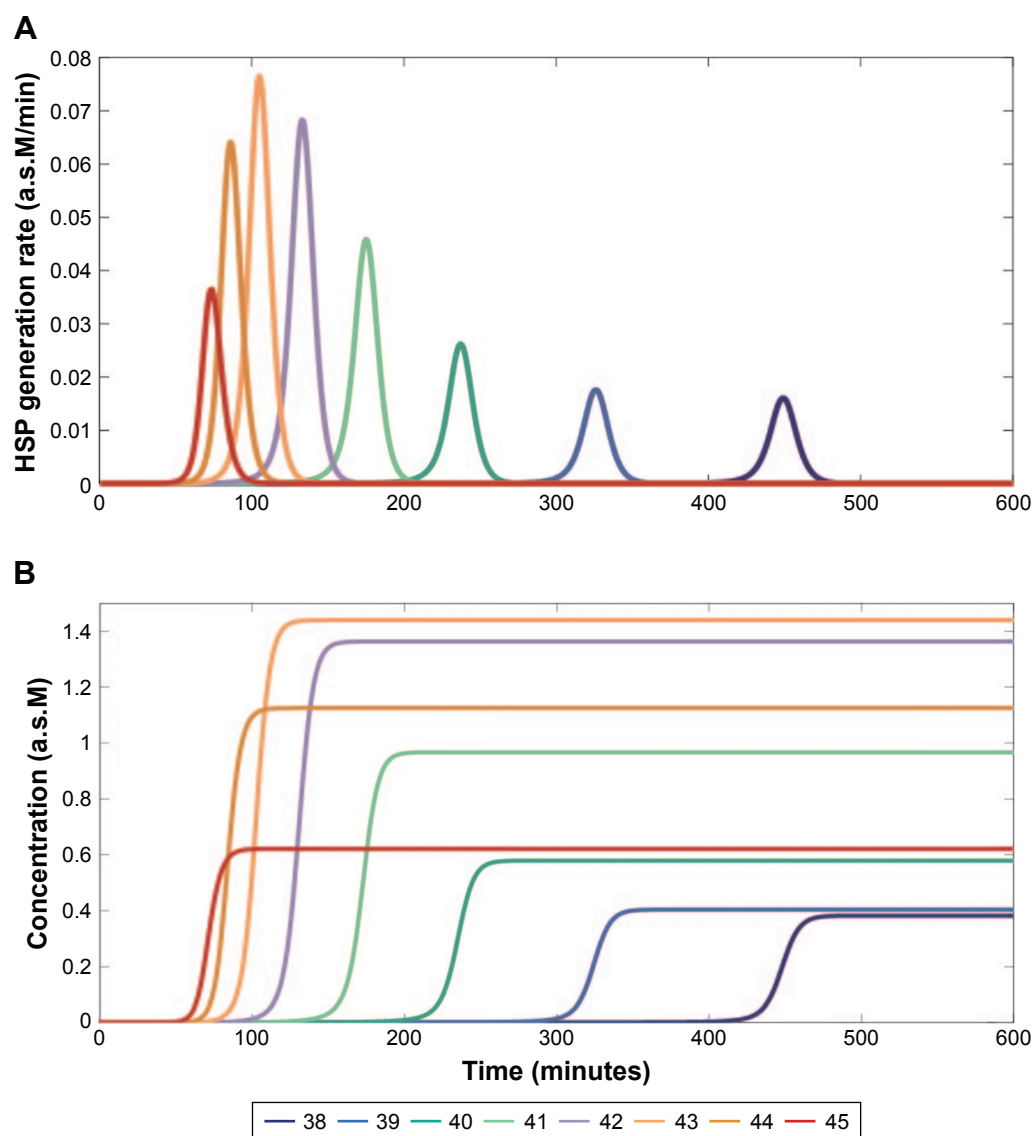 A
HSP generation rate (a.s.M/min)
0.08
0.07
0.06
0.05
0.04
0.03
0.02
0.01
0
0 100 200 300 400 500 600
B
Concentration (a.s.M)
1.4
1.2
1
0.8
0.6
0.4
0.2
0
0 100 200 300 400 500 600
Time (minutes)
38 39 40 41 42 43 44 45